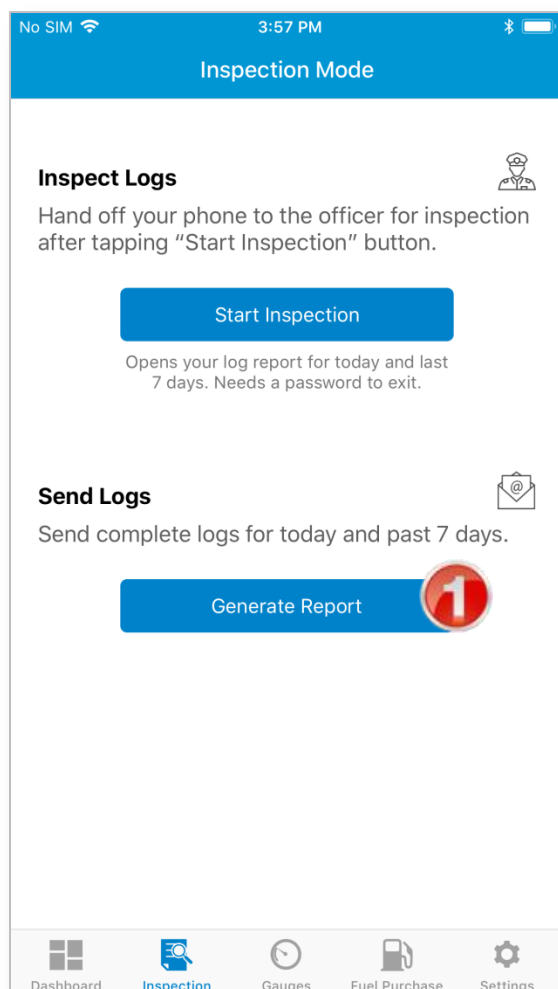 No SIM 3:57 PM
Inspection Mode
Inspect Logs
Hand off your phone to the officer for inspection
after tapping “Start Inspection” button.
Start Inspection
Opens your log report for today and last
7 days. Needs a password to exit.
Send Logs
@
Send complete logs for today and past 7 days.
Generate Report 1
Dashboard Inspection Gauges Fuel Purchase Settings